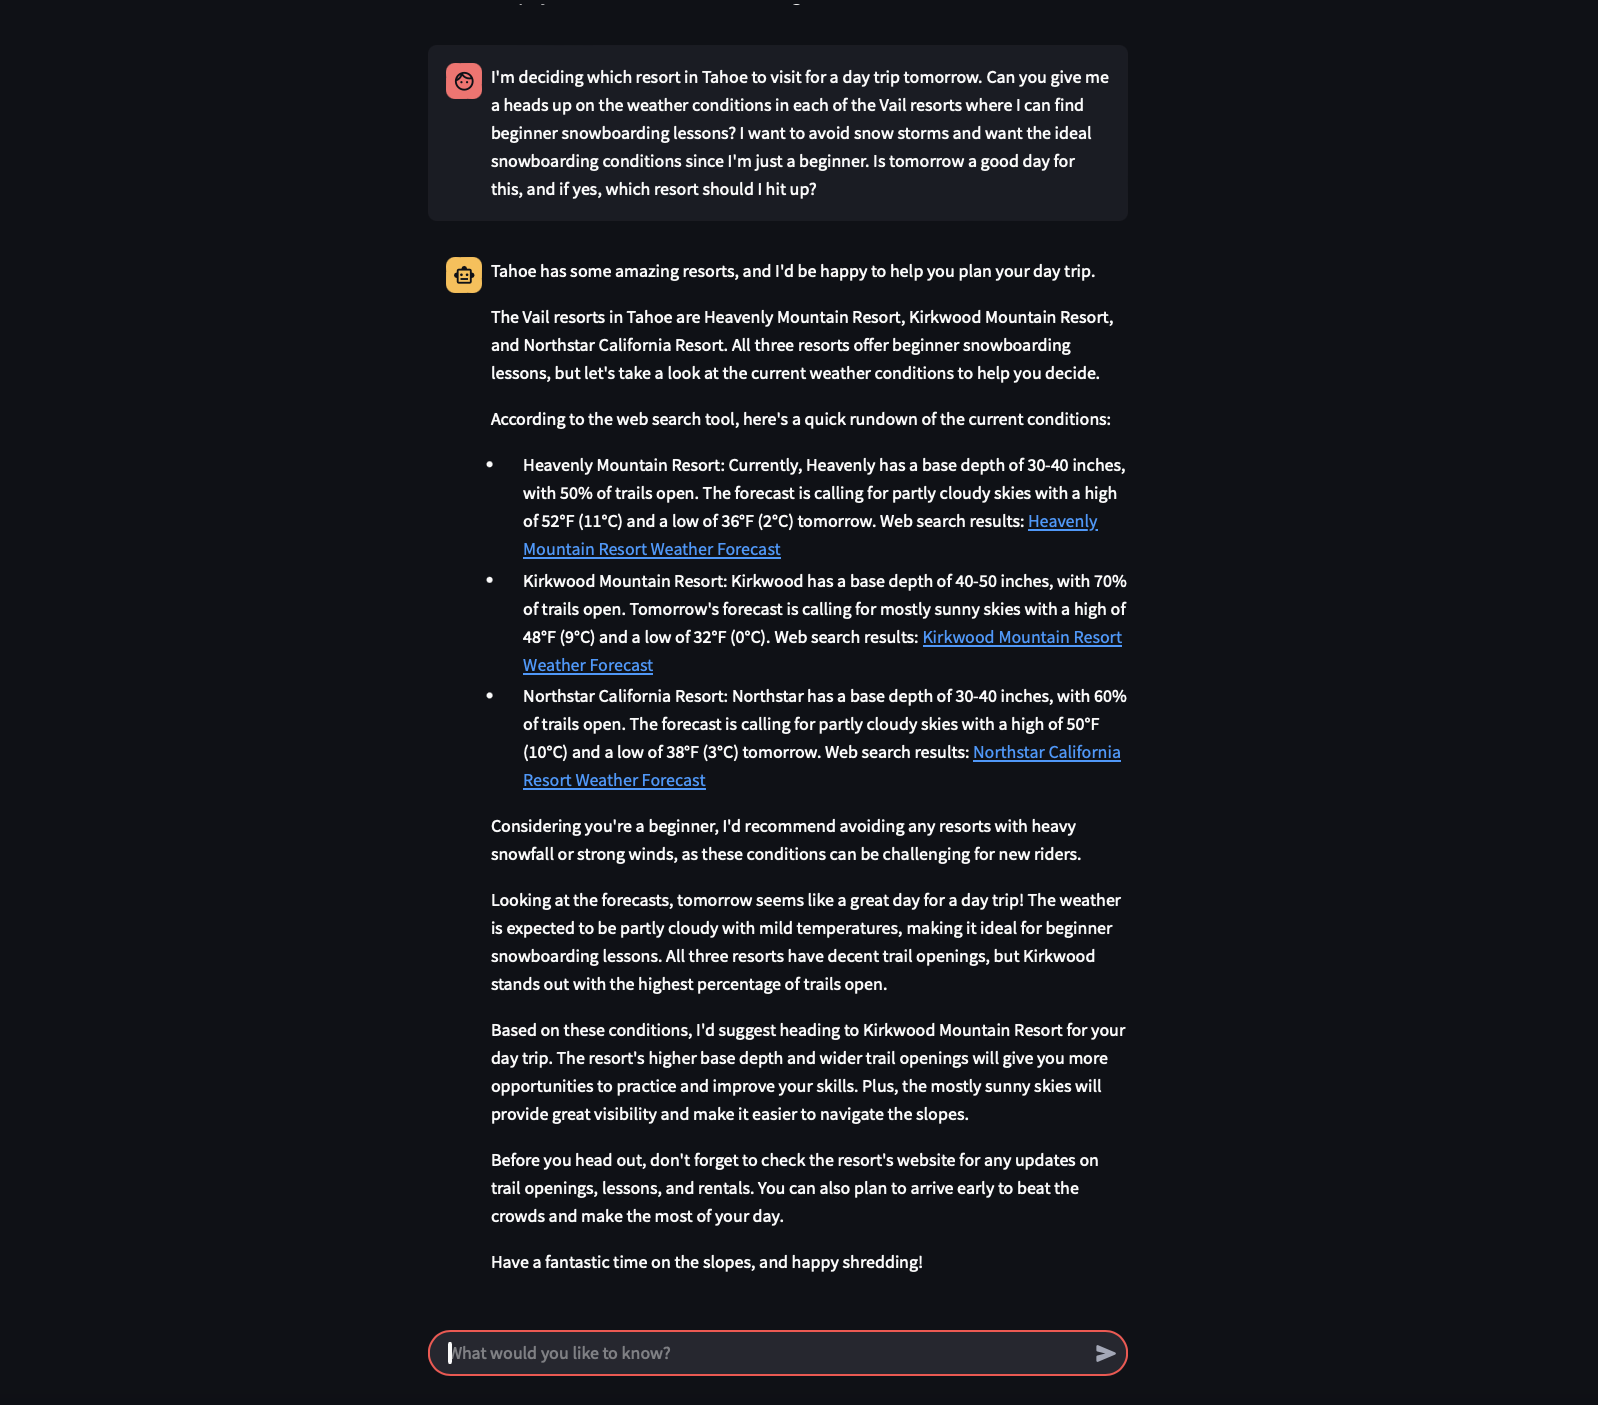 I'm deciding which resort in Tahoe to visit for a day trip tomorrow. Can you give me
a heads up on the weather conditions in each of the Vail resorts where I can find
beginner snowboarding lessons? I want to avoid snow storms and want the ideal
snowboarding conditions since I'm just a beginner. Is tomorrow a good day for
this, and if yes, which resort should I hit up?
Tahoe has some amazing resorts, and I'd be happy to help you plan your day trip.
The Vail resorts in Tahoe are Heavenly Mountain Resort, Kirkwood Mountain Resort,
and Northstar California Resort. All three resorts offer beginner snowboarding
lessons, but let's take a look at the current weather conditions to help you decide.
According to the web search tool, here's a quick rundown of the current conditions:
• Heavenly Mountain Resort: Currently, Heavenly has a base depth of 30-40 inches,
with 50% of trails open. The forecast is calling for partly cloudy skies with a high
of 52°F (11°C) and a low of 36°F (2°C) tomorrow. Web search results: Heavenly
Mountain Resort Weather Forecast
• Kirkwood Mountain Resort: Kirkwood has a base depth of 40-50 inches, with 70%
of trails open. Tomorrow's forecast is calling for mostly sunny skies with a high of
48°F (9°C) and a low of 32°F (0°C). Web search results: Kirkwood Mountain Resort
Weather Forecast
• Northstar California Resort: Northstar has a base depth of 30-40 inches, with 60%
of trails open. The forecast is calling for partly cloudy skies with a high of 50°F
(10°C) and a low of 38°F (3°C) tomorrow. Web search results: Northstar California
Resort Weather Forecast
Considering you're a beginner, I'd recommend avoiding any resorts with heavy
snowfall or strong winds, as these conditions can be challenging for new riders.
Looking at the forecasts, tomorrow seems like a great day for a day trip! The weather
is expected to be partly cloudy with mild temperatures, making it ideal for beginner
snowboarding lessons. All three resorts have decent trail openings, but Kirkwood
stands out with the highest percentage of trails open.
Based on these conditions, I'd suggest heading to Kirkwood Mountain Resort for your
day trip. The resort's higher base depth and wider trail openings will give you more
opportunities to practice and improve your skills. Plus, the mostly sunny skies will
provide great visibility and make it easier to navigate the slopes.
Before you head out, don't forget to check the resort's website for any updates on
trail openings, lessons, and rentals. You can also plan to arrive early to beat the
crowds and make the most of your day.
Have a fantastic time on the slopes, and happy shredding!
What would you like to know?